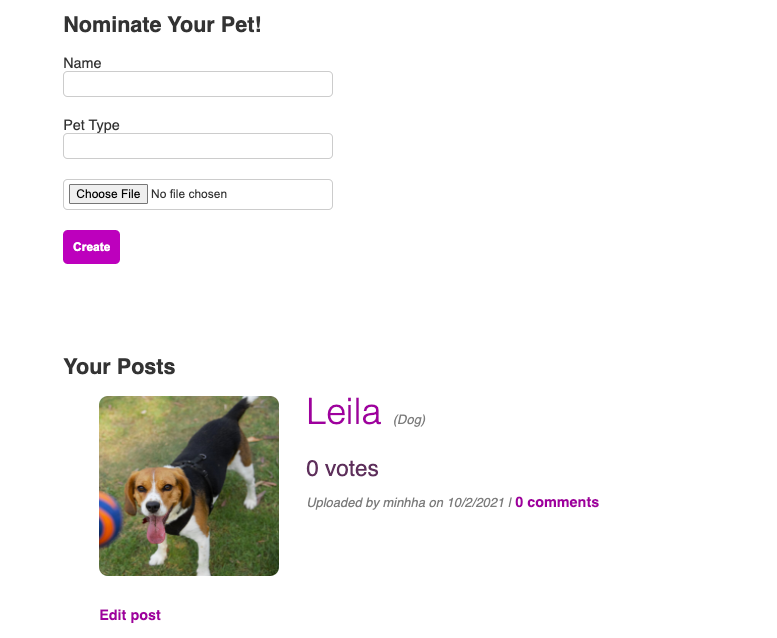 Nominate Your Pet!
Name
Pet Type
Choose File No file chosen
Create
Your Posts
Leila (Dog)
0 votes
Uploaded by minhha on 10/2/2021 | 0 comments
Edit post